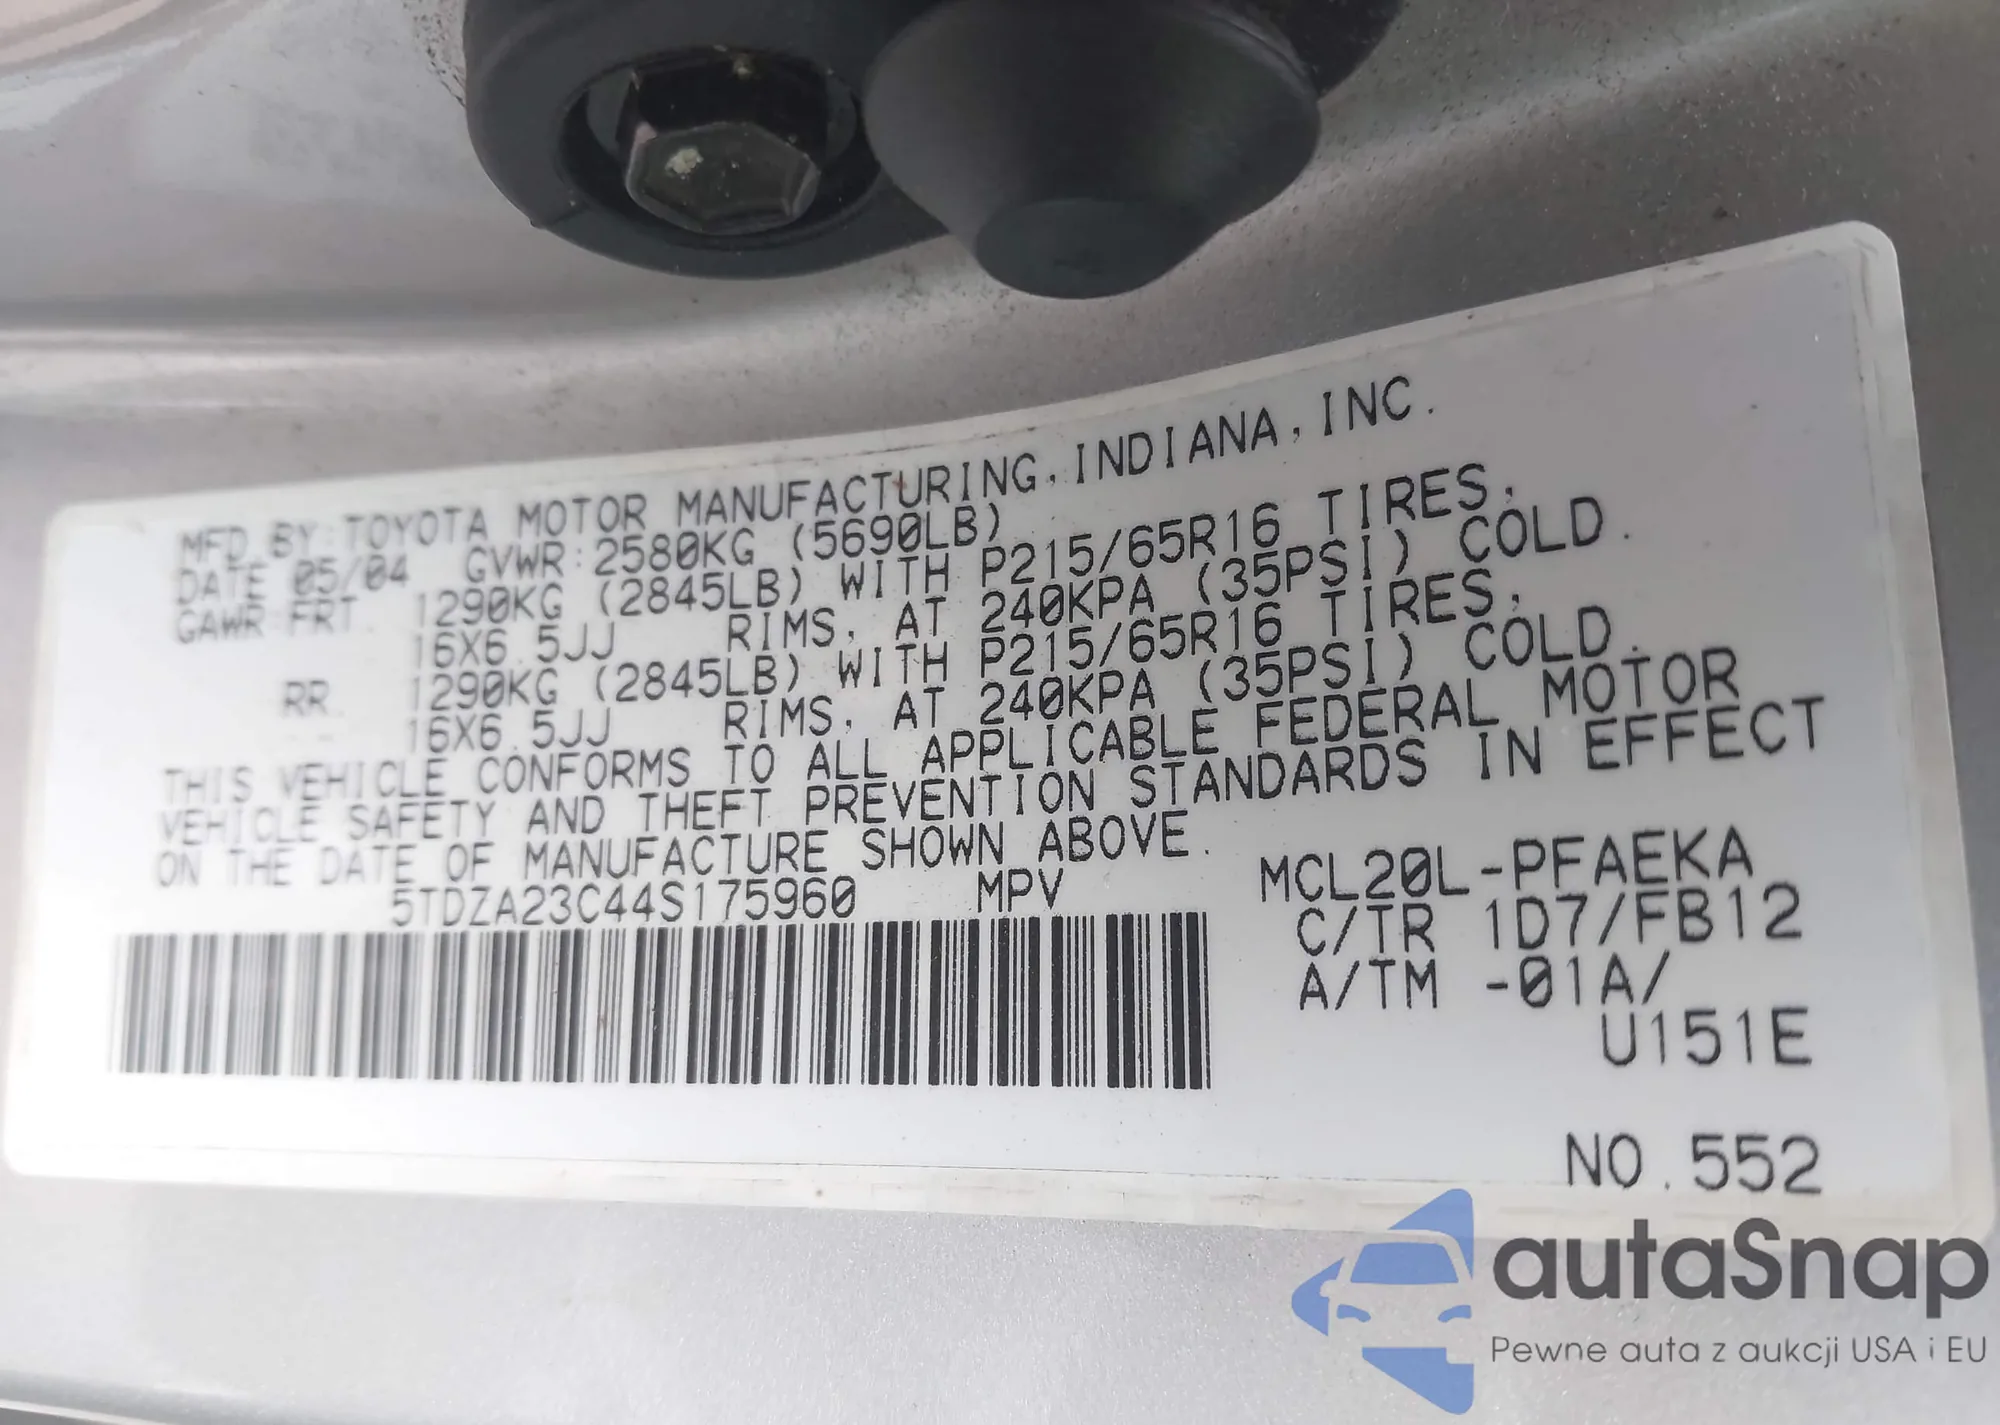 MFD. BY: TOYOTA MOTOR MANUFACTURING, INDIANA, INC.
DATE 05/04 GVWR: 2580KG (5690LB)
GAWR FRT. 1290KG (2845LB) WITH P215/65R16 TIRES,
16X6.5JJ RIMS, AT 240KPA (35PSI) COLD.
RR. 1290KG (2845LB) WITH P215/65R16 TIRES,
16X6.5JJ RIMS, AT 240KPA (35PSI) COLD.
THIS VEHICLE CONFORMS TO ALL APPLICABLE FEDERAL MOTOR
VEHICLE SAFETY AND THEFT PREVENTION STANDARDS IN EFFECT
ON THE DATE OF MANUFACTURE SHOWN ABOVE.
5TDZA23C44S175960 MPV
MCL20L-PFAEKA
C/TR 1D7/FB12
A/TM -01A/
U151E
NO.552
autaSnap
Pewne auta z aukcji USA i EU